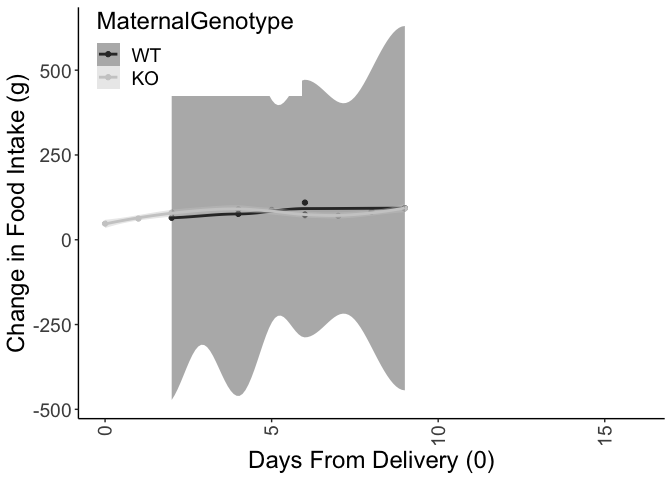 MaternalGenotype
WT
KO
Change in Food Intake (g)
500
250
0
-250
-500
0
5
10
15
Days From Delivery (0)